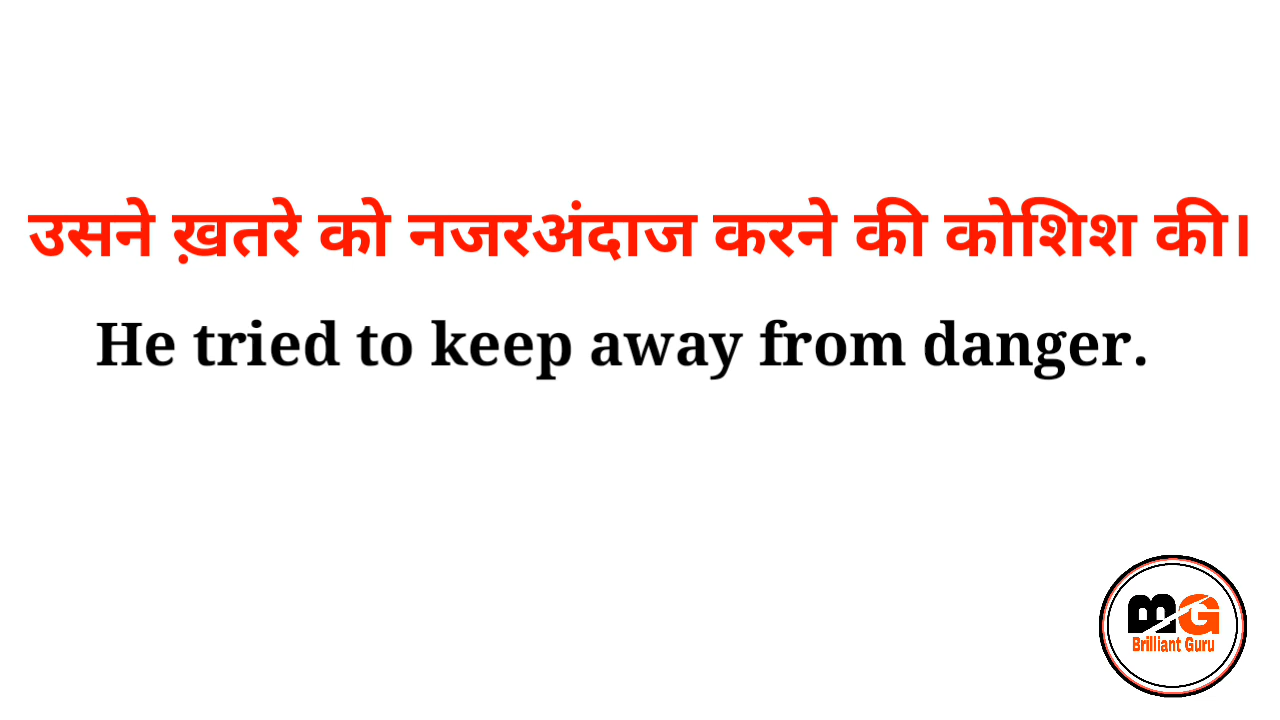 उसने ख़तरे को नजरअंदाज करने की कोशिश की।
He tried to keep away from danger.
BG
Brilliant Guru